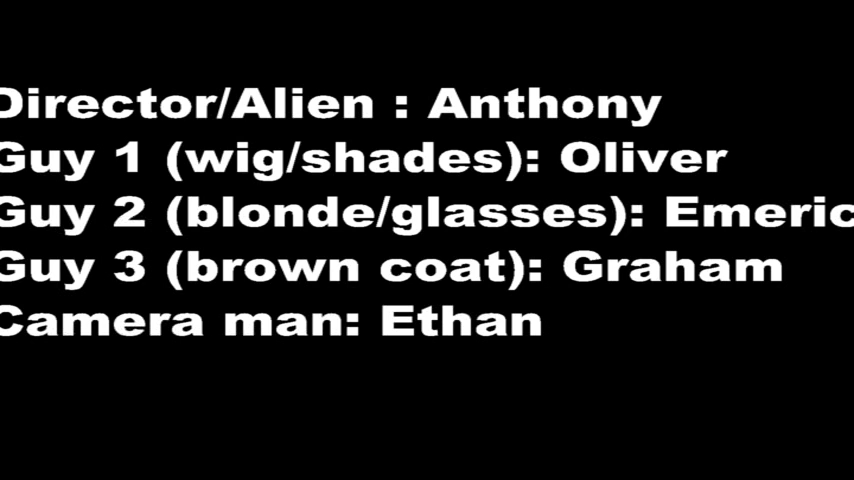 Director/Alien : Anthony
Guy 1 (wig/shades): Oliver
Guy 2 (blonde/glasses): Emeric
Guy 3 (brown coat): Graham
Camera man: Ethan